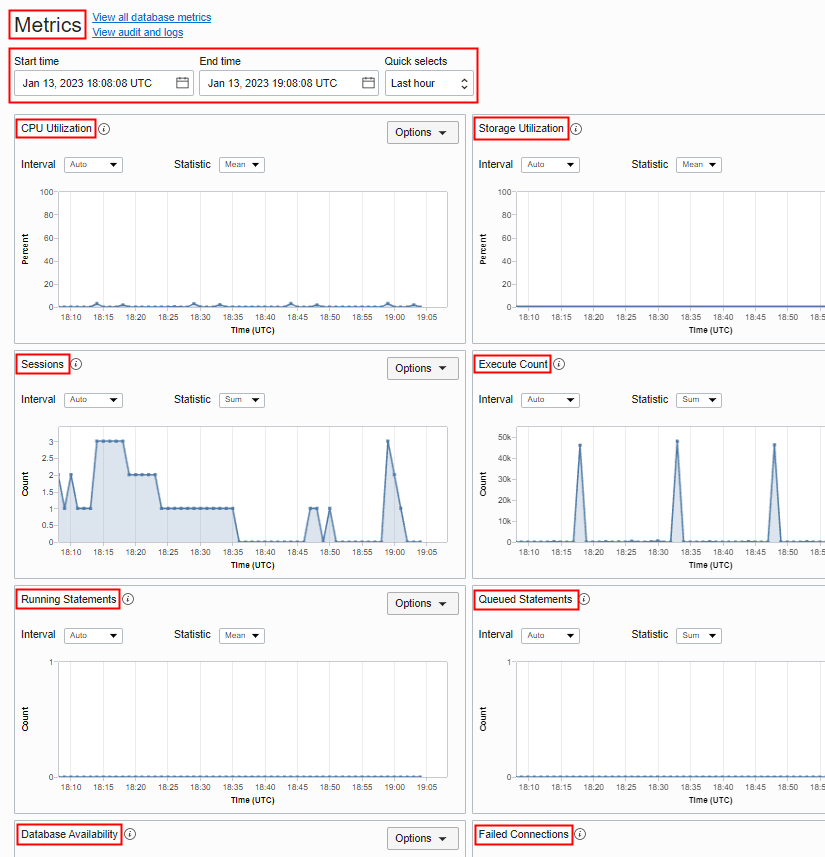 Metrics
View all database metrics
View audit and logs
Start time
End time
Quick selects
Jan 13, 2023 18:08:08 UTC
Jan 13, 2023 19:08:08 UTC
Last hour
CPU Utilization
Options
Interval Auto
Statistic Mean
Percent
100
80
60
40
20
0
18:10 18:15 18:20 18:25 18:30 18:35 18:40 18:45 18:50 18:55 19:00 19:05
Time (UTC)
Storage Utilization
Interval Auto
Statistic Mean
Percent
100
80
60
40
20
0
18:10 18:15 18:20 18:25 18:30 18:35 18:40 18:45 18:50
Time (UTC)
Sessions
Options
Interval Auto
Statistic Sum
Count
3
2.5
2
1.5
1
0.5
0
18:10 18:15 18:20 18:25 18:30 18:35 18:40 18:45 18:50 18:55 19:00 19:05
Time (UTC)
Execute Count
Interval Auto
Statistic Sum
Count
50k
40k
30k
20k
10k
0
18:10 18:15 18:20 18:25 18:30 18:35 18:40 18:45 18:50
Time (UTC)
Running Statements
Options
Interval Auto
Statistic Mean
Count
1
0
18:10 18:15 18:20 18:25 18:30 18:35 18:40 18:45 18:50 18:55 19:00 19:05
Time (UTC)
Queued Statements
Interval Auto
Statistic Sum
Count
1
0
18:10 18:15 18:20 18:25 18:30 18:35 18:40 18:45 18:50
Time (UTC)
Database Availability
Options
Failed Connections